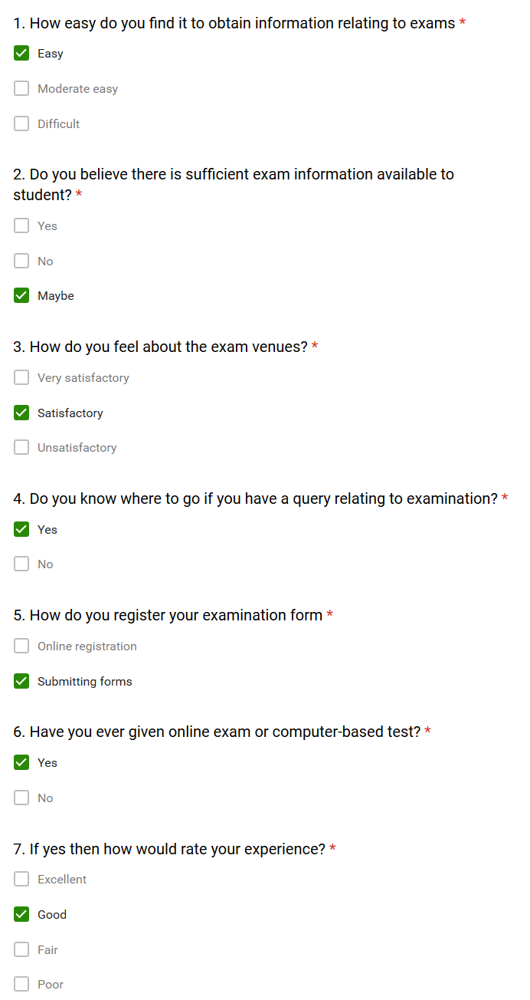 1. How easy do you find it to obtain information relating to exams *
Easy
Moderate easy
Difficult
2. Do you believe there is sufficient exam information available to
student? *
Yes
No
Maybe
3. How do you feel about the exam venues? *
Very satisfactory
Satisfactory
Unsatisfactory
4. Do you know where to go if you have a query relating to examination? *
Yes
No
5. How do you register your examination form *
Online registration
Submitting forms
6. Have you ever given online exam or computer-based test? *
Yes
No
7. If yes then how would rate your experience? *
Excellent
Good
Fair
Poor